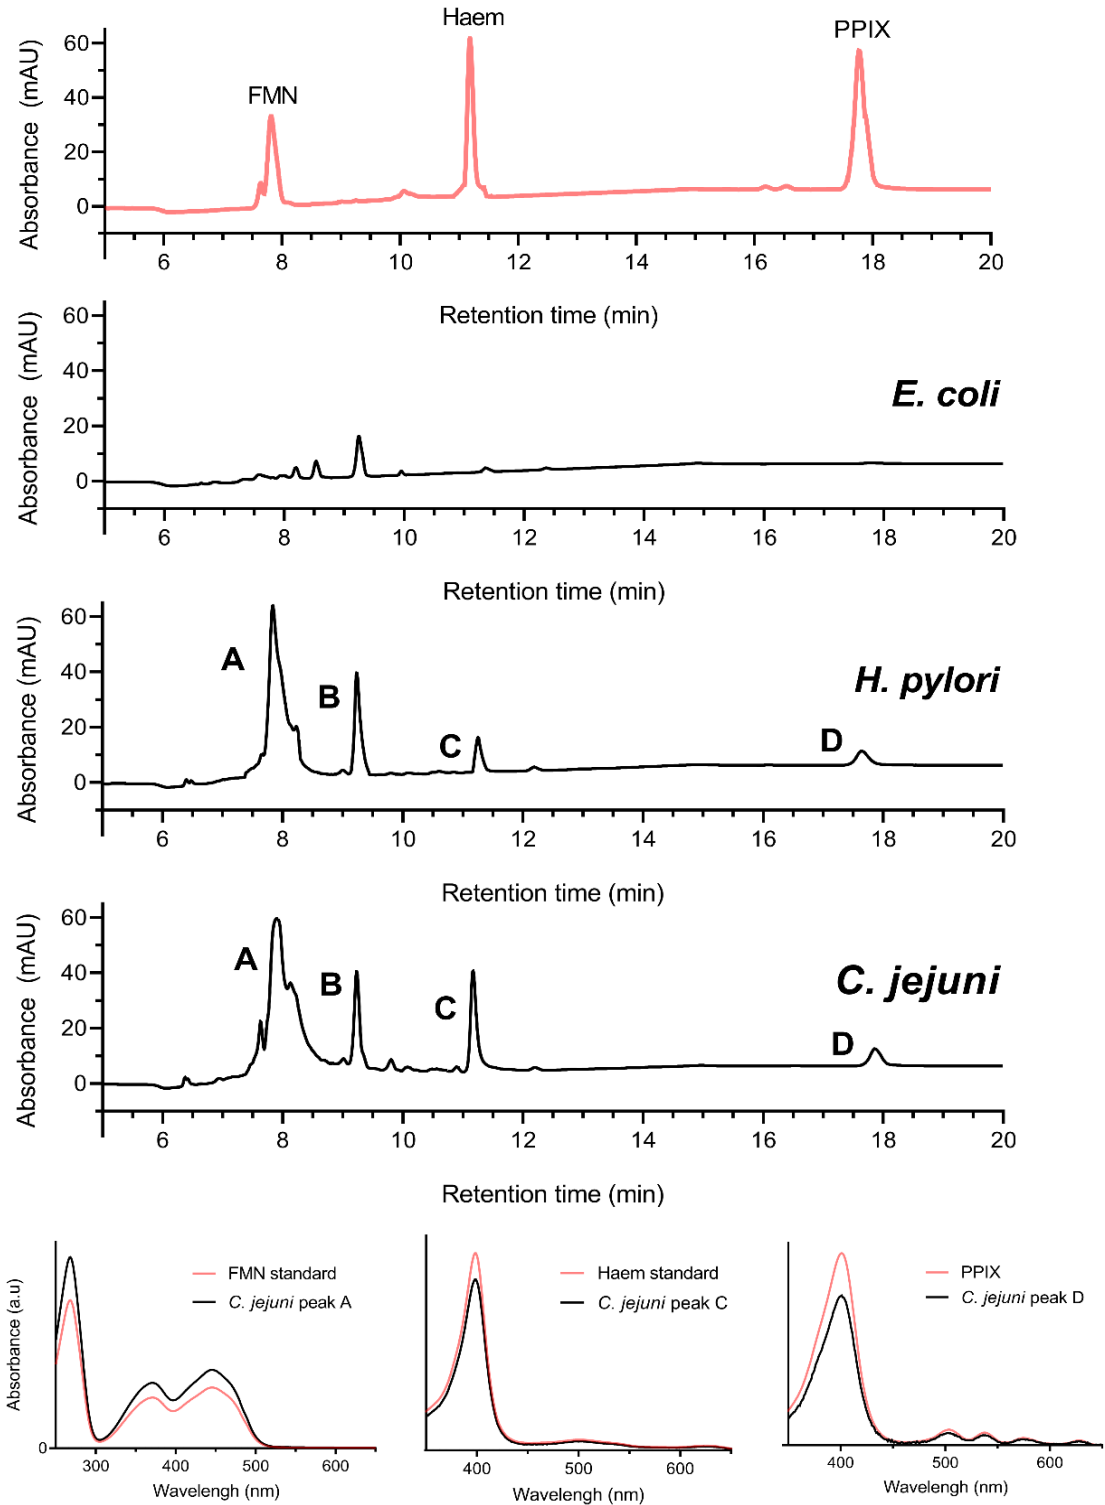 Haem
PPIX
FMN
Absorbance (mAU)
60
40
20
0
6 8 10 12 14 16 18 20
Retention time (min)
E. coli
Absorbance (mAU)
60
40
20
0
6 8 10 12 14 16 18 20
Retention time (min)
H. pylori
A
B
C
D
Absorbance (mAU)
60
40
20
0
6 8 10 12 14 16 18 20
Retention time (min)
C. jejuni
A
B
C
D
Absorbance (mAU)
60
40
20
0
6 8 10 12 14 16 18 20
Retention time (min)
Absorbance (a.u)
0
FMN standard
C. jejuni peak A
300 400 500 600
Wavelengh (nm)
Haem standard
C. jejuni peak C
400 500 600
Wavelengh (nm)
PPIX
C. jejuni peak D
400 500 600
Wavelengh (nm)